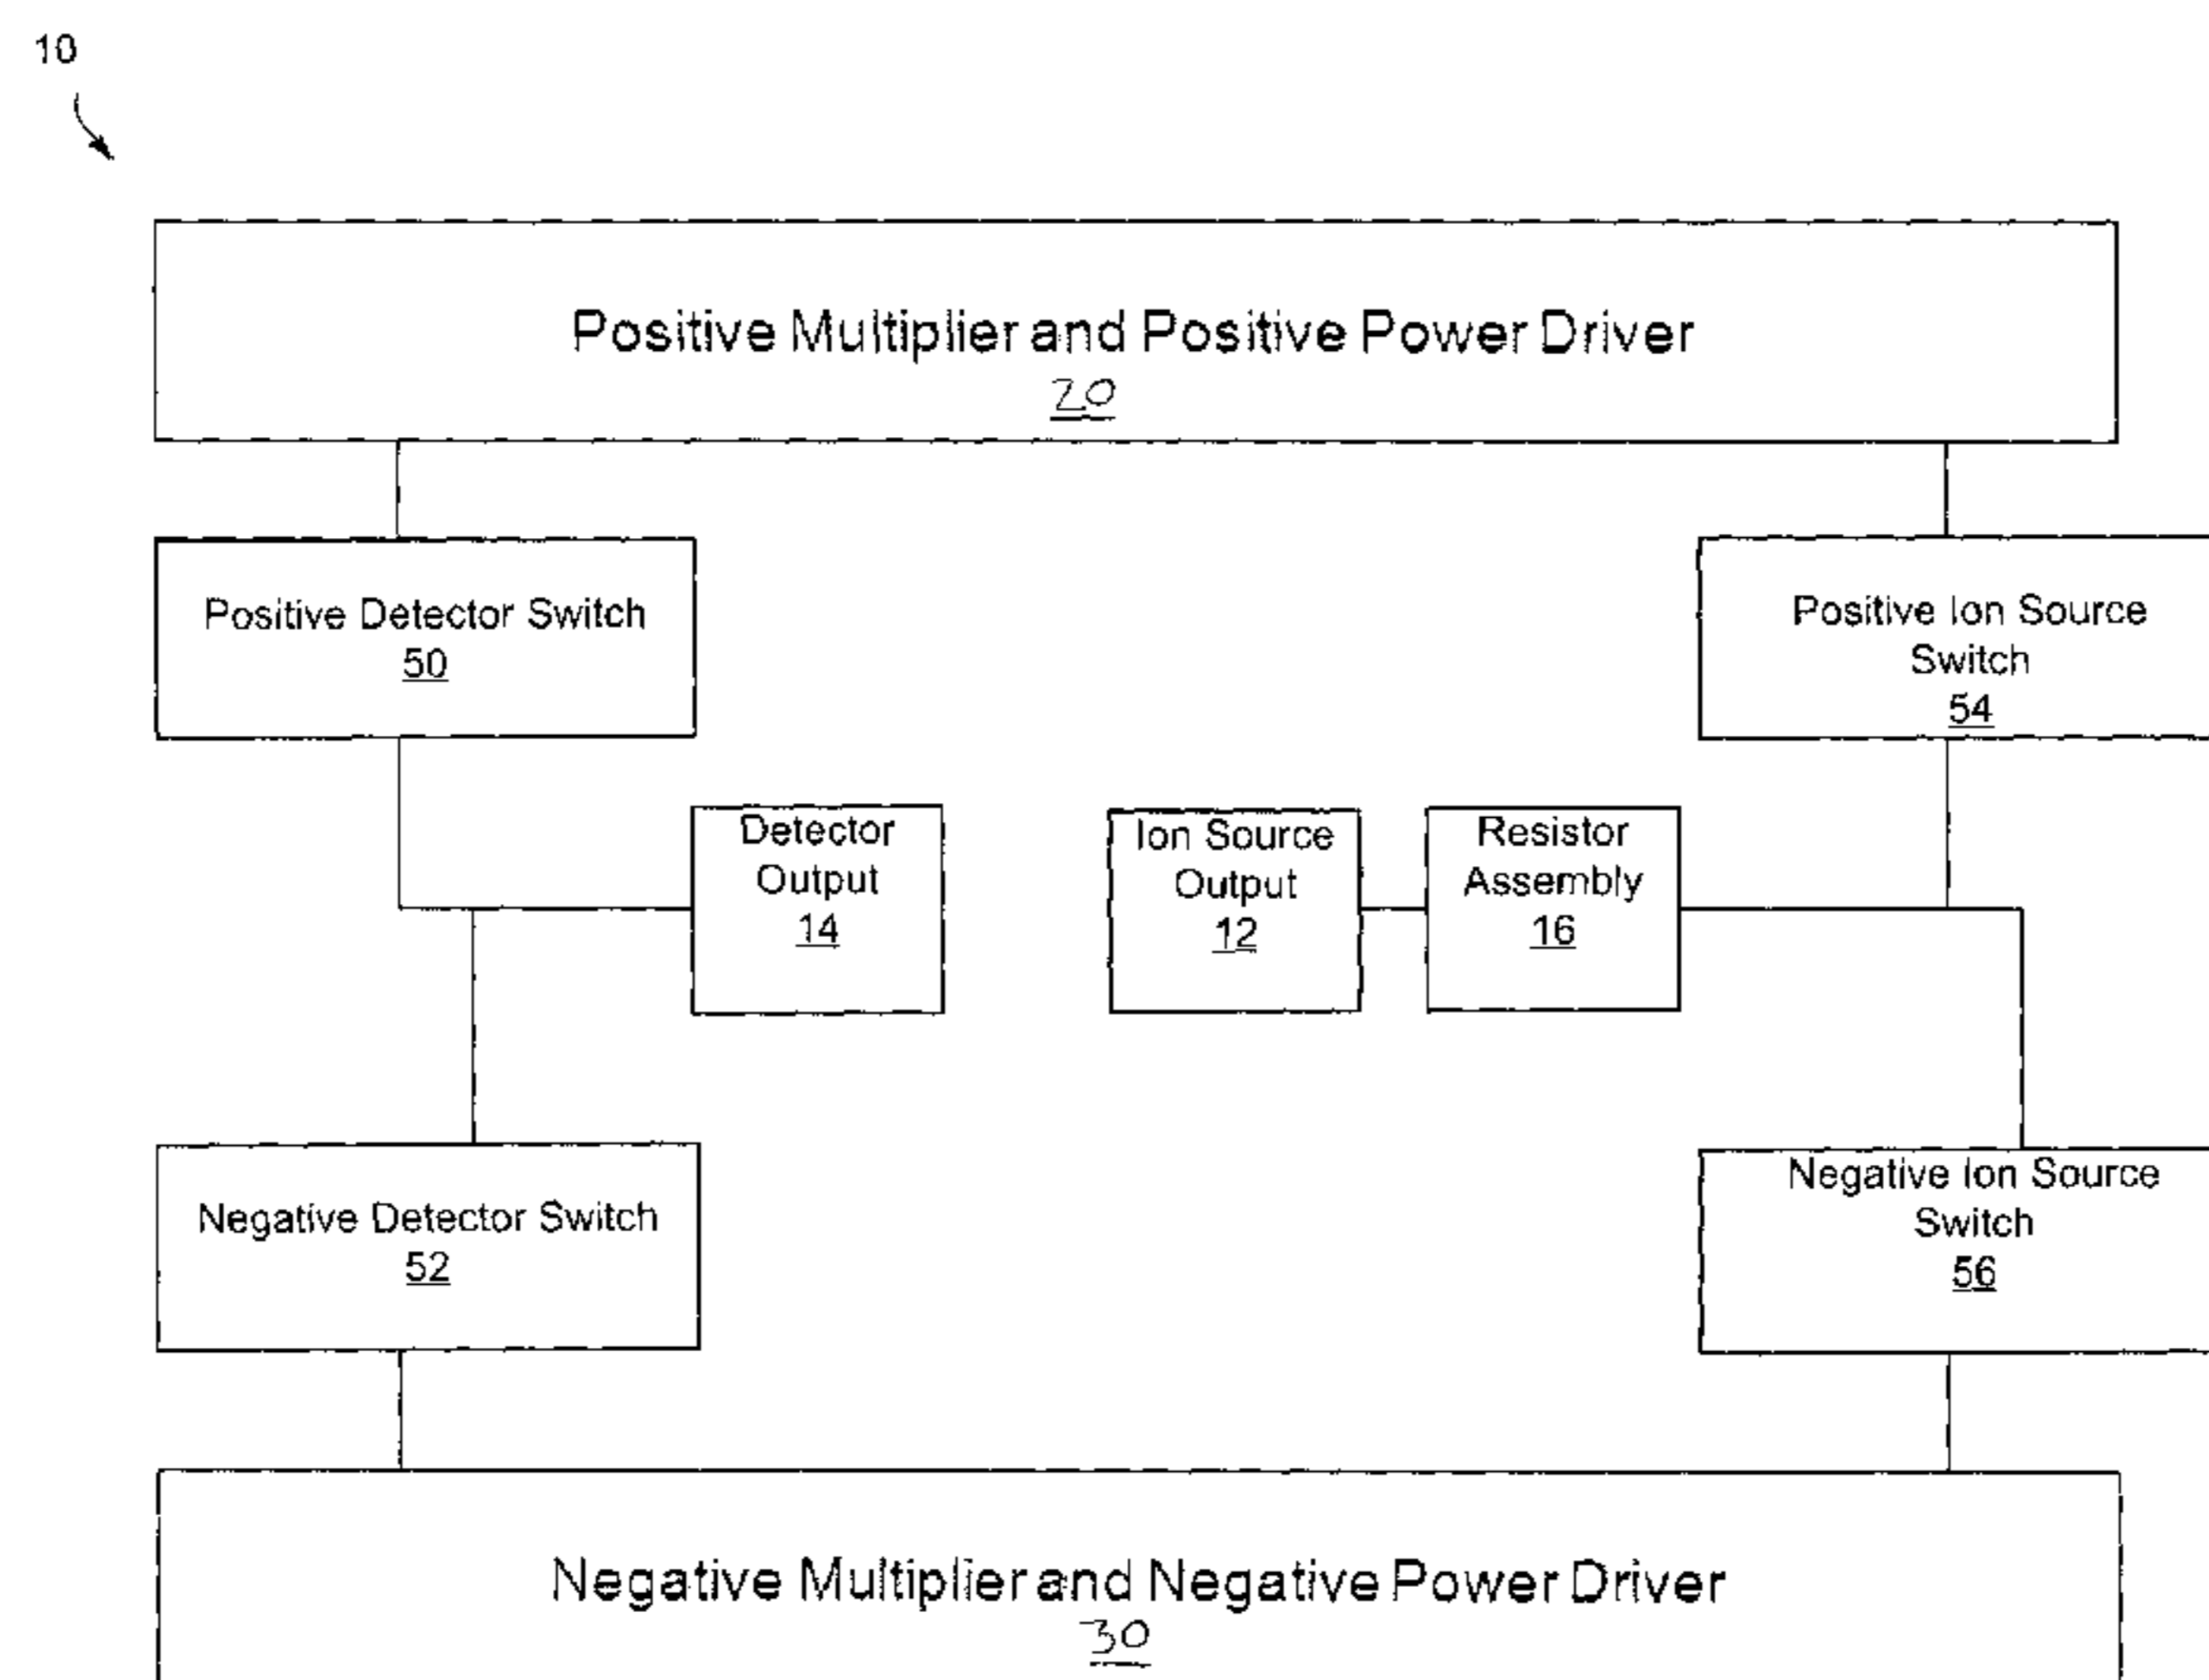 10
Positive Multiplier and Positive Power Driver
20
Positive Detector Switch
50
Positive Ion Source
Switch
54
Detector
Output
14
Ion Source
Output
12
Resistor
Assembly
16
Negative Detector Switch
52
Negative Ion Source
Switch
56
Negative Multiplier and Negative Power Driver
30